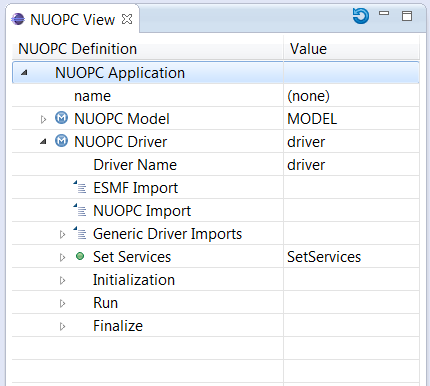 NUOPC View
NUOPC Definition Value
NUOPC Application
name (none)
NUOPC Model MODEL
NUOPC Driver driver
Driver Name driver
ESMF Import
NUOPC Import
Generic Driver Imports
Set Services SetServices
Initialization
Run
Finalize